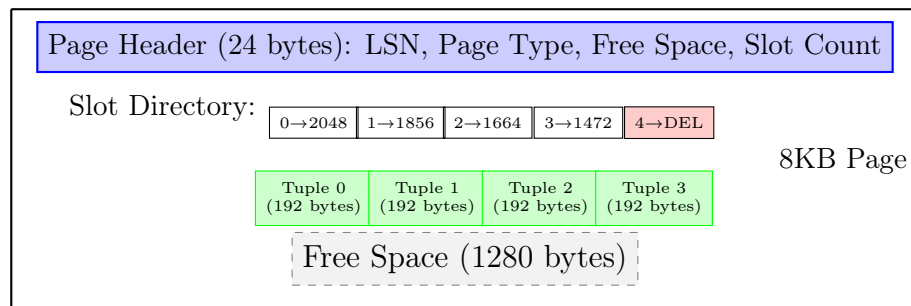 Page Header (24 bytes): LSN, Page Type, Free Space, Slot Count
Slot Directory:
0→2048 1→1856 2→1664 3→1472 4→DEL
8KB Page
Tuple 0 Tuple 1 Tuple 2 Tuple 3
(192 bytes) (192 bytes) (192 bytes) (192 bytes)
Free Space (1280 bytes)